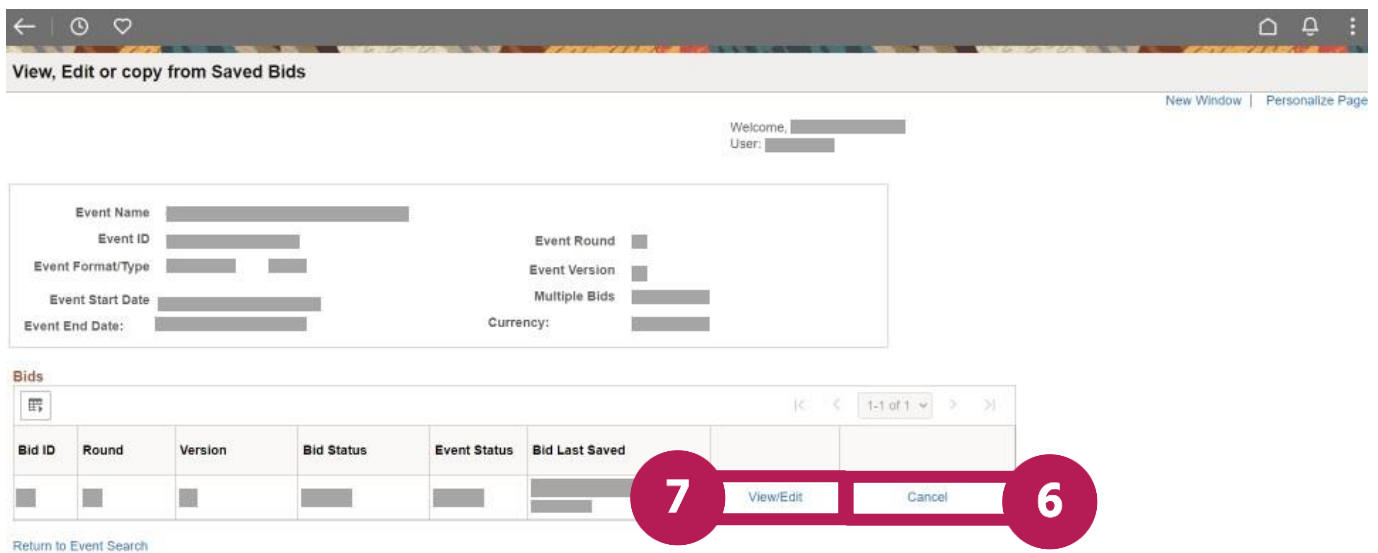 View, Edit or copy from Saved Bids
New Window | Personalize Page
Welcome,
User:
Event Name
Event ID
Event Round
Event Format/Type
Event Version
Event Start Date
Multiple Bids
Event End Date:
Currency:
Bids
1-1 of 1
Bid ID Round Version Bid Status Event Status Bid Last Saved
7 View/Edit Cancel 6
Return to Event Search